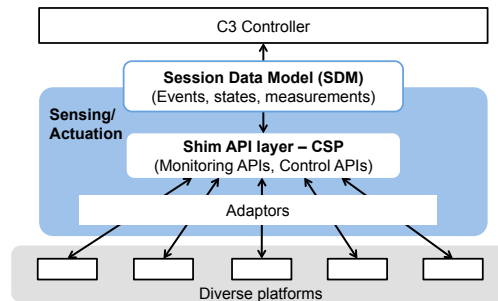 C3 Controller
Session Data Model (SDM)
(Events, states, measurements)
Sensing/
Actuation
Shim API layer – CSP
(Monitoring APIs, Control APIs)
Adaptors
Diverse platforms